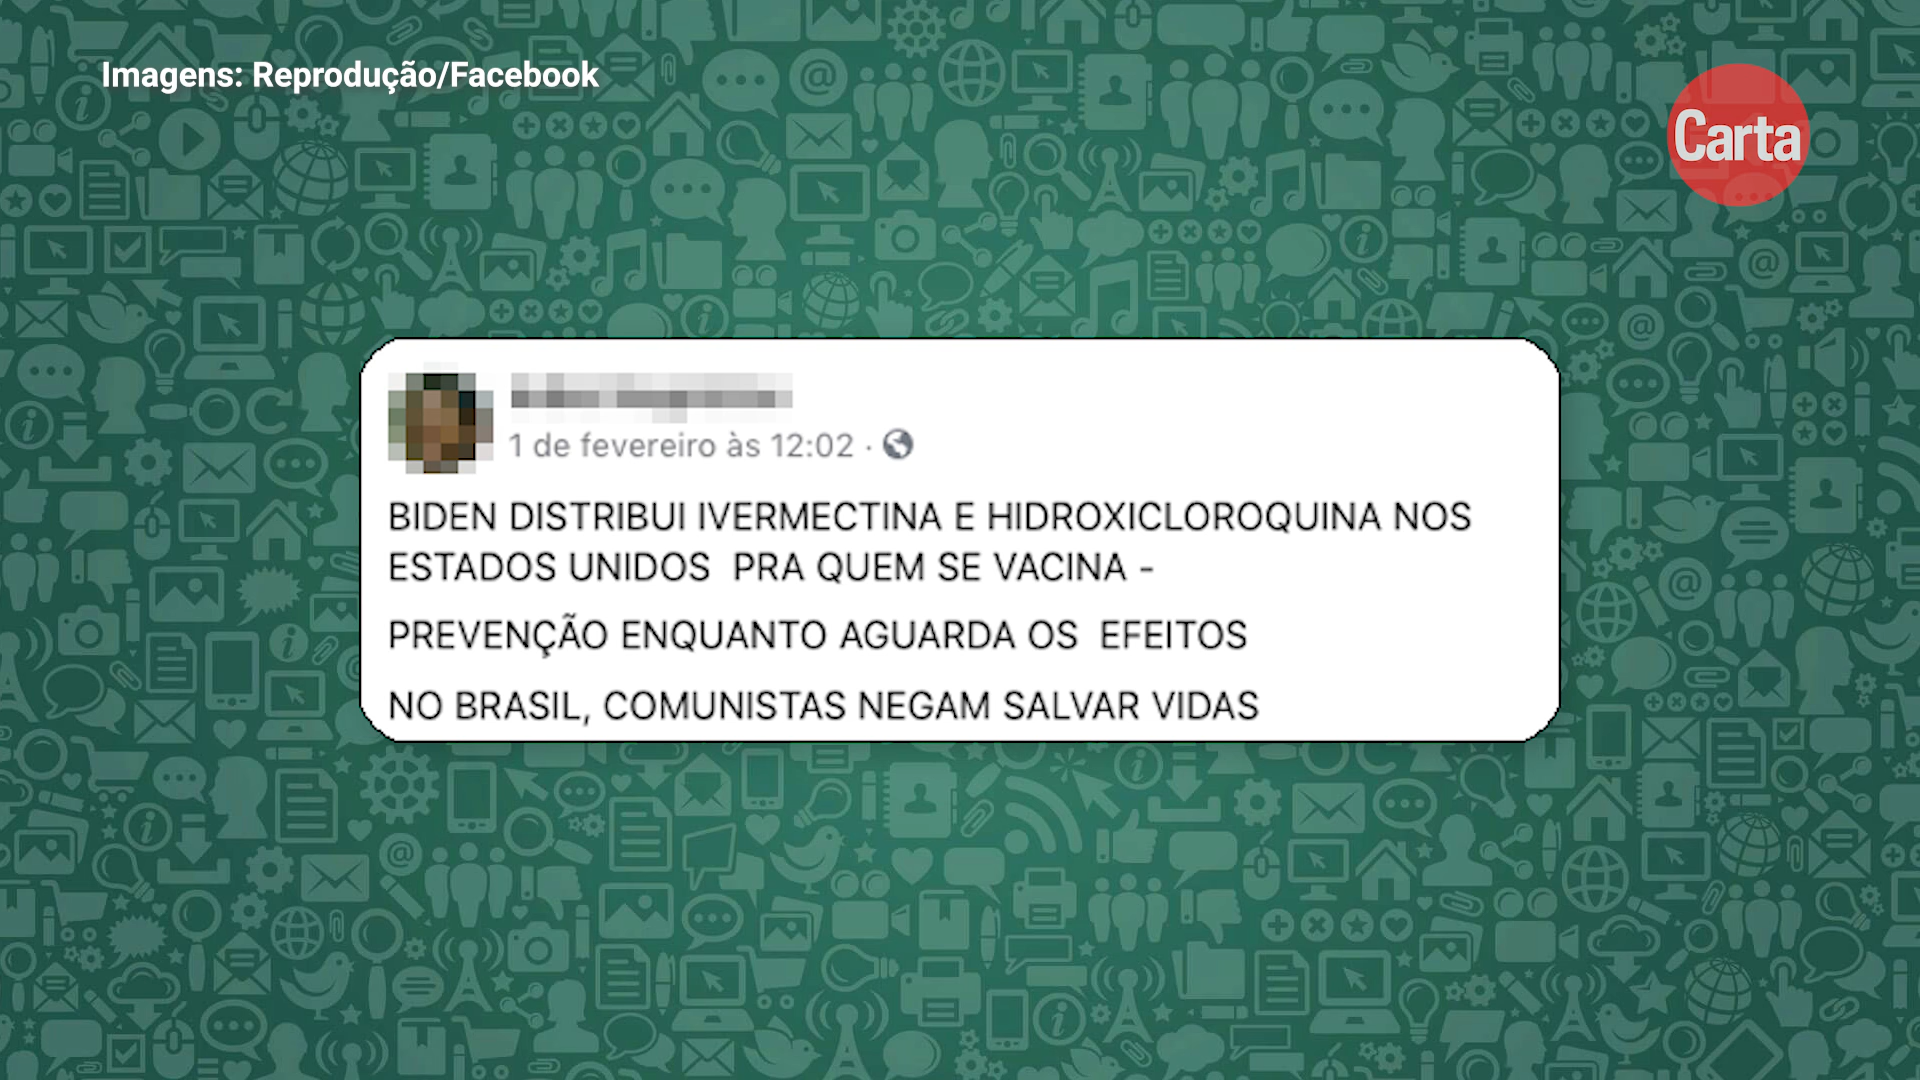 Imagens: Reprodução/Facebook
Carta
1 de fevereiro às 12:02 ·
BIDEN DISTRIBUI IVERMECTINA E HIDROXICLOROQUINA NOS
ESTADOS UNIDOS  PRA QUEM SE VACINA -
PREVENÇÃO ENQUANTO AGUARDA OS  EFEITOS
NO BRASIL, COMUNISTAS NEGAM SALVAR VIDAS